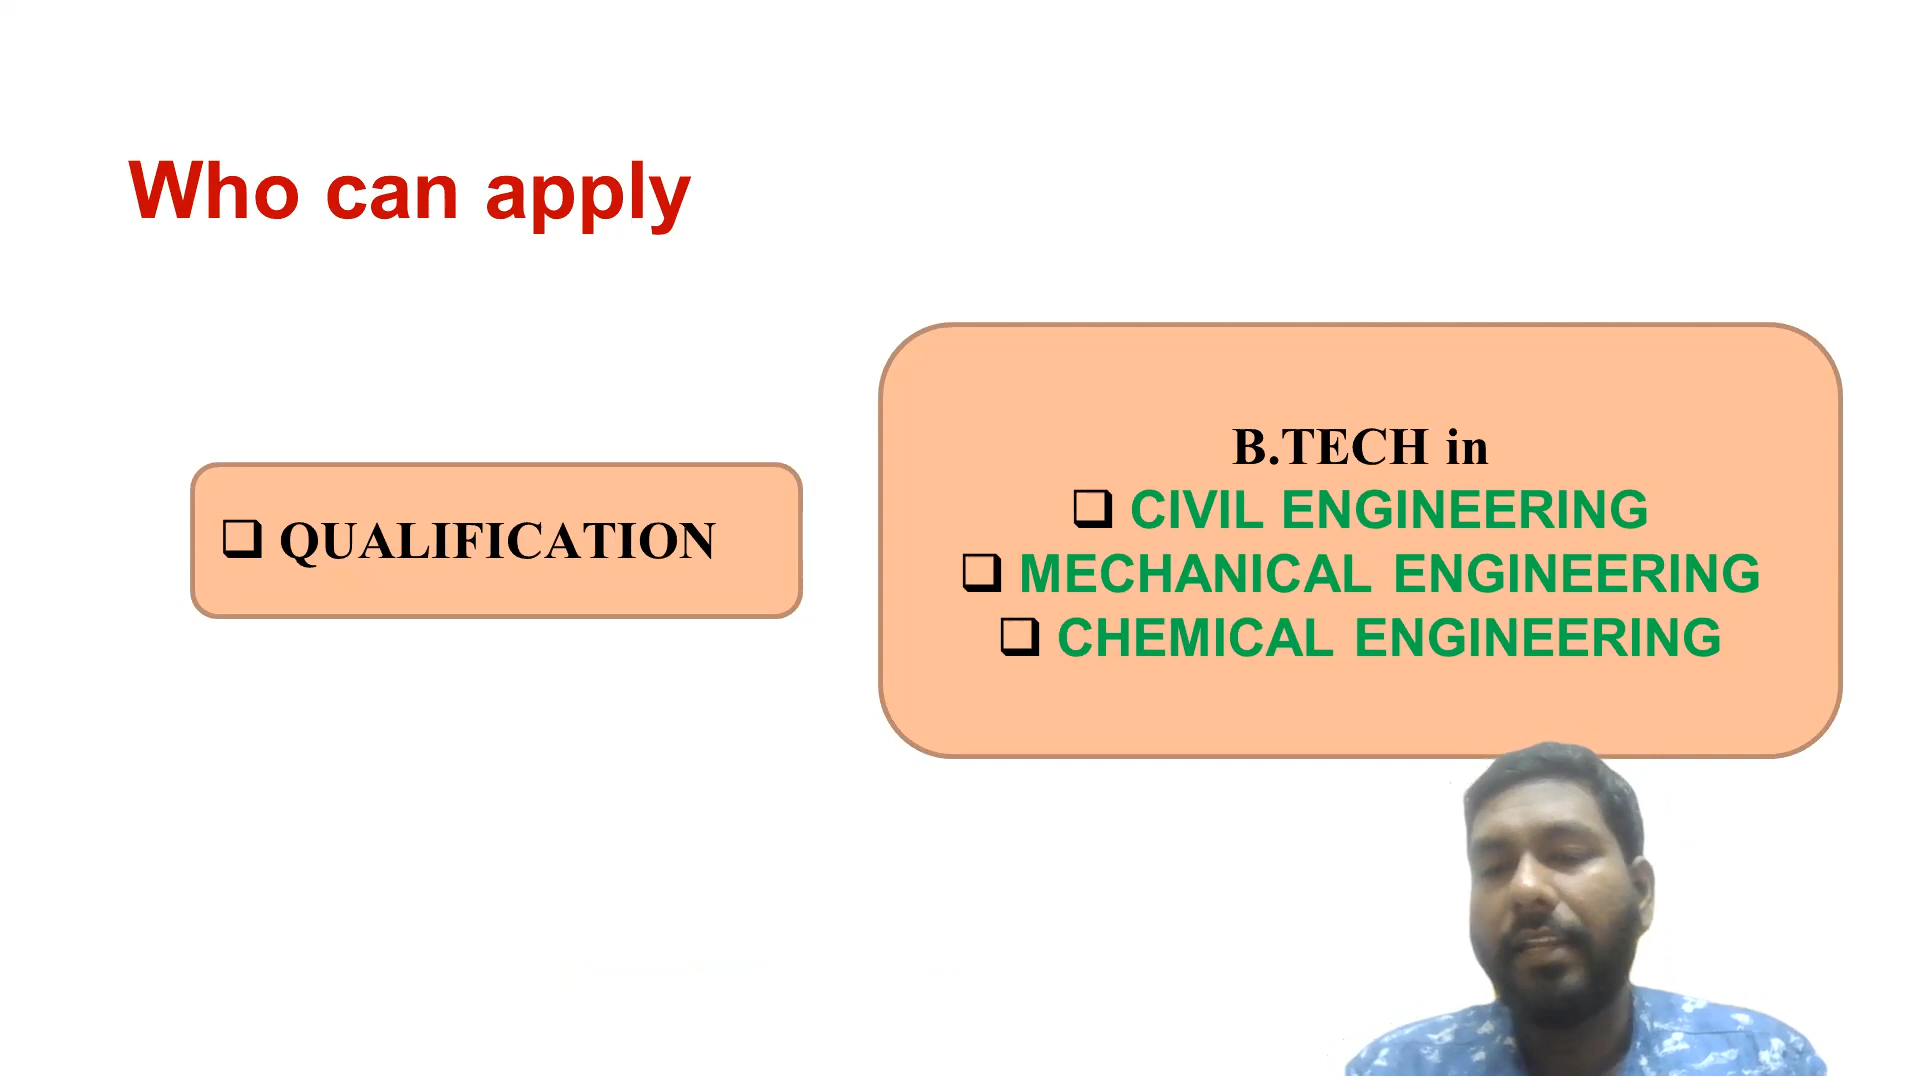 Who can apply
❑ QUALIFICATION
B.TECH in
❑ CIVIL ENGINEERING
❑ MECHANICAL ENGINEERING
❑ CHEMICAL ENGINEERING